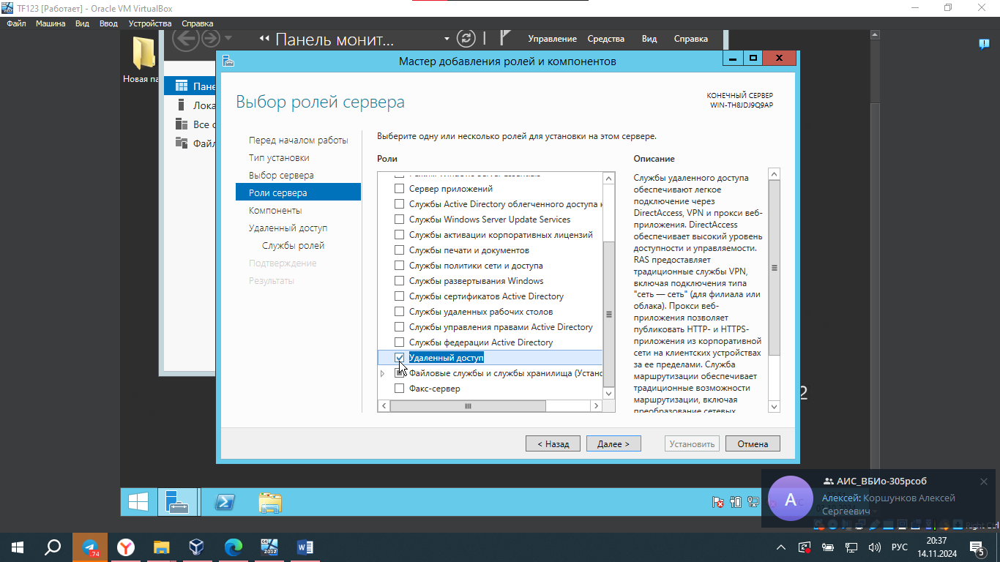 TF123 [Работает] - Oracle VM VirtualBox
Файл Машина Вид Ввод Устройства Справка
Панель монит...
Управление Средства Вид Справка
Новая па
Мастер добавления ролей и компонентов
Пане
Лока
Все с
Файл
Выбор ролей сервера
КОНЕЧНЫЙ СЕРВЕР
WIN-TH8JDJ9Q9AP
Перед началом работы
Тип установки
Выбор сервера
Роли сервера
Компоненты
Удаленный доступ
Службы ролей
Подтверждение
Результаты
Выберите одну или несколько ролей для установки на этом сервере.
Роли
Сервер приложений
Службы Active Directory облегченного доступа к
Службы Windows Server Update Services
Службы активации корпоративных лицензий
Службы печати и документов
Службы политики сети и доступа
Службы развертывания Windows
Службы сертификатов Active Directory
Службы удаленных рабочих столов
Службы управления правами Active Directory
Службы федерации Active Directory
Удаленный доступ
Файловые службы и службы хранилища (Устано
Факс-сервер
Описание
Службы удаленного доступа
обеспечивают легкое
подключение через
DirectAccess, VPN и прокси веб-
приложения. DirectAccess
обеспечивает высокий уровень
доступности и управляемости.
RAS предоставляет
традиционные службы VPN,
включая подключения типа
"сеть — сеть" (для филиала или
облака). Прокси веб-
приложения позволяет
публиковать HTTP- и HTTPS-
приложения из корпоративной
сети на клиентских устройствах
за ее пределами. Служба
маршрутизации обеспечивает
традиционные возможности
маршрутизации, включая
преобразование сетевых
2
< Назад Далее > Установить Отмена
А
АИС_ВБИо-305рсоб
Алексей: Коршунков Алексей
Сергеевич
Right Ctrl
74
2012
РУС
20:37
14.11.2024
5